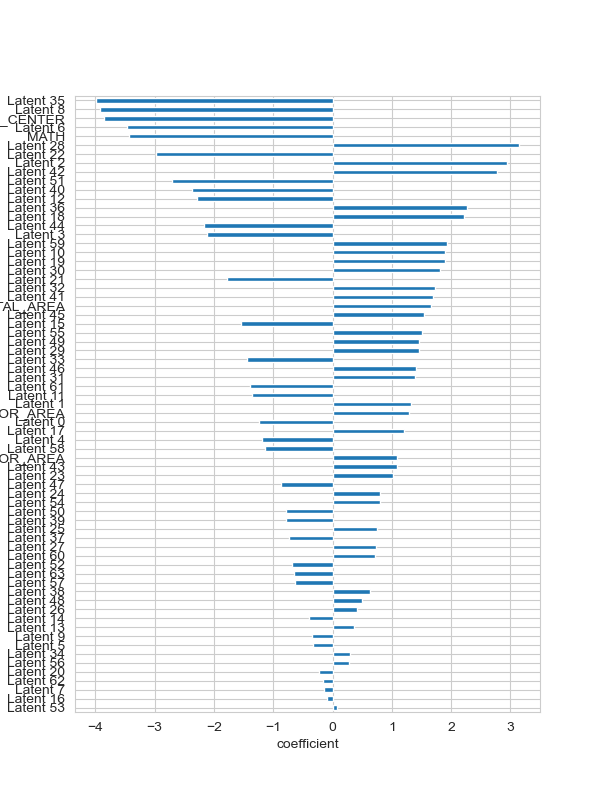 Latent 35
Latent 8
_CENTER
Latent 6
MATH
Latent 28
Latent 22
Latent 2
Latent 42
Latent 51
Latent 40
Latent 12
Latent 36
Latent 18
Latent 44
Latent 3
Latent 59
Latent 10
Latent 19
Latent 30
Latent 21
Latent 32
Latent 41
TAL_AREA
Latent 45
Latent 15
Latent 55
Latent 49
Latent 29
Latent 33
Latent 46
Latent 31
Latent 61
Latent 11
Latent 1
OR_AREA
Latent 0
Latent 17
Latent 4
Latent 58
OR_AREA
Latent 43
Latent 23
Latent 47
Latent 24
Latent 54
Latent 50
Latent 39
Latent 25
Latent 37
Latent 27
Latent 60
Latent 52
Latent 63
Latent 57
Latent 38
Latent 48
Latent 26
Latent 14
Latent 13
Latent 9
Latent 5
Latent 34
Latent 56
Latent 20
Latent 62
Latent 7
Latent 16
Latent 53
−4 −3 −2 −1 0 1 2 3
coefficient